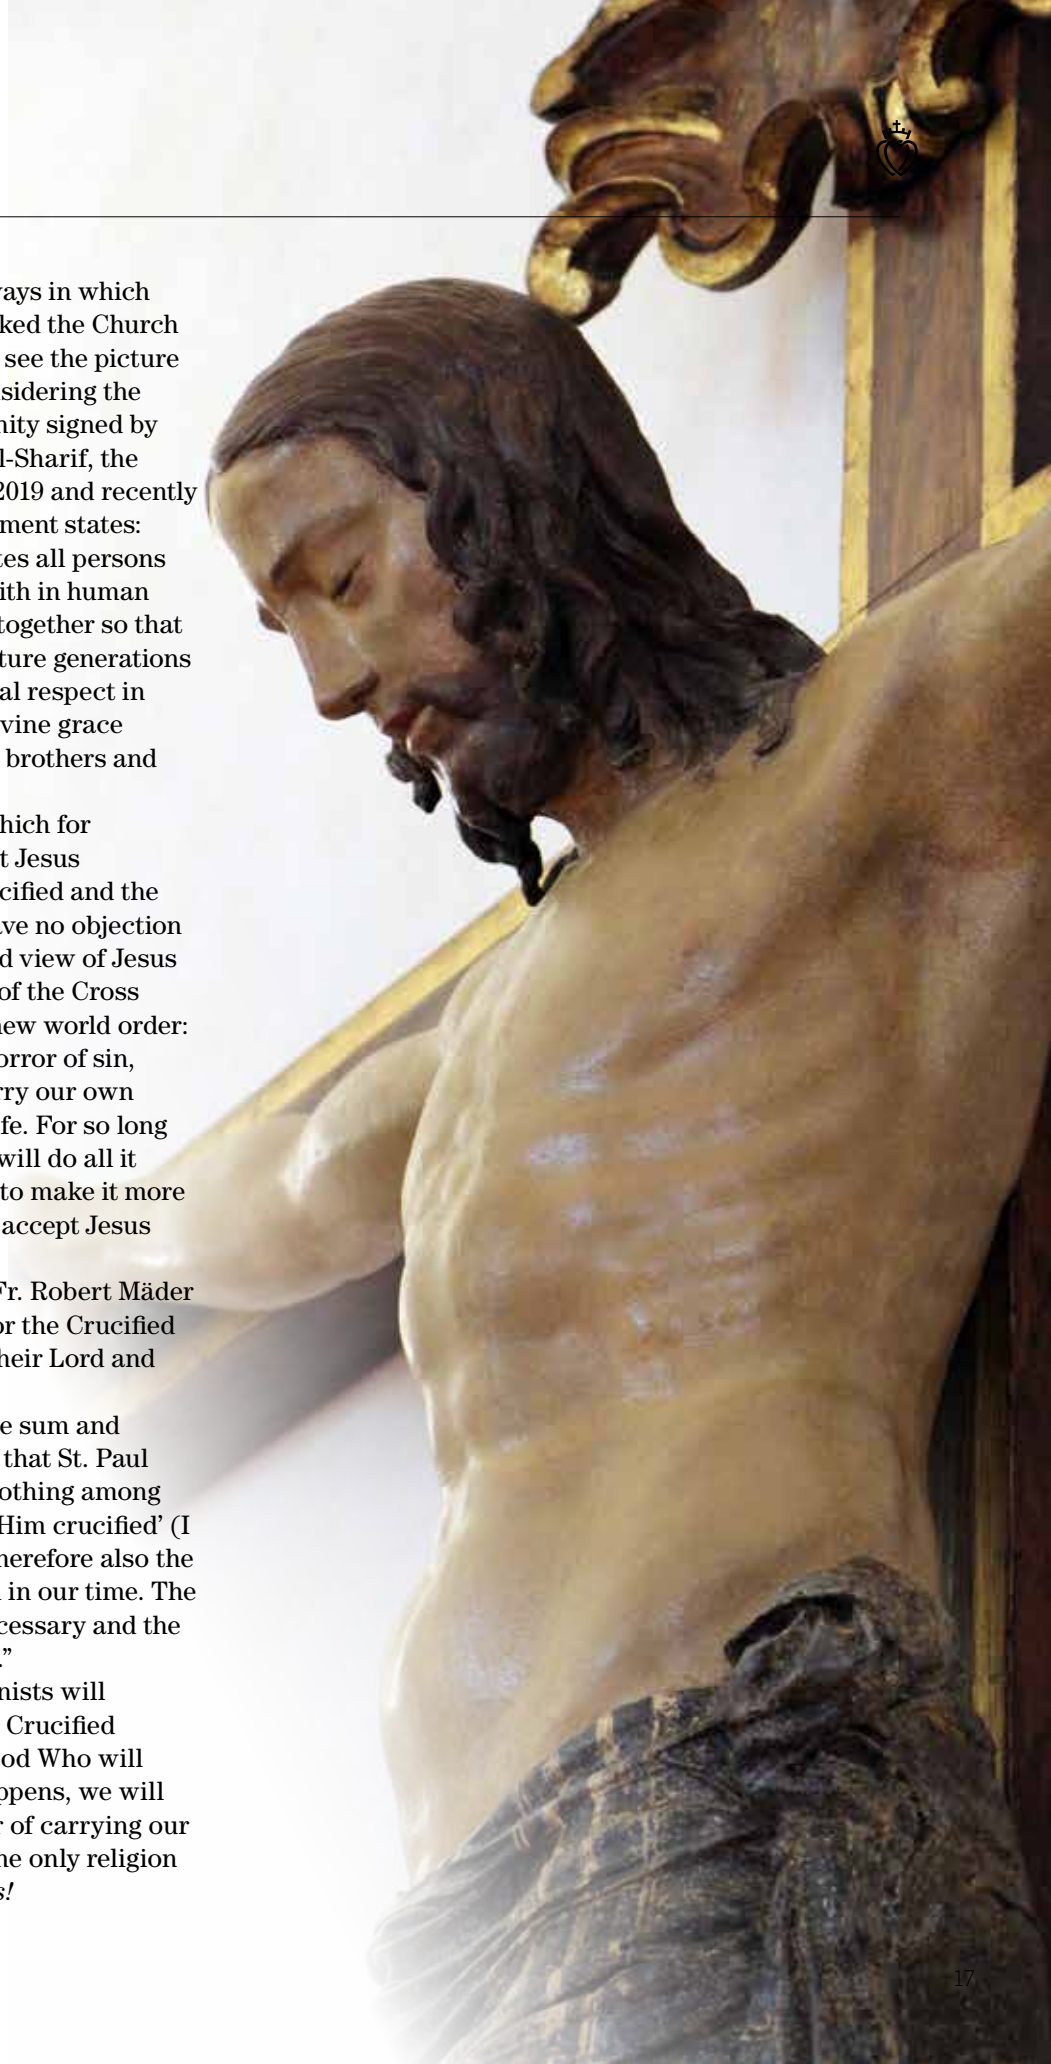 ays in which
ked the Church
see the picture
sidering the
nity signed by
l-Sharif, the
2019 and recently
ment states:
tes all persons
ith in human
together so that
ture generations
al respect in
vine grace
brothers and
hich for
t Jesus
cified and the
ave no objection
d view of Jesus
of the Cross
new world order:
orror of sin,
rry our own
fe. For so long
will do all it
to make it more
accept Jesus
Fr. Robert Mäder
or the Crucified
heir Lord and
e sum and
that St. Paul
othing among
Him crucified’ (I
herefore also the
in our time. The
cessary and the
.”
nists will
Crucified
od Who will
ppens, we will
r of carrying our
he only religion
s!
17